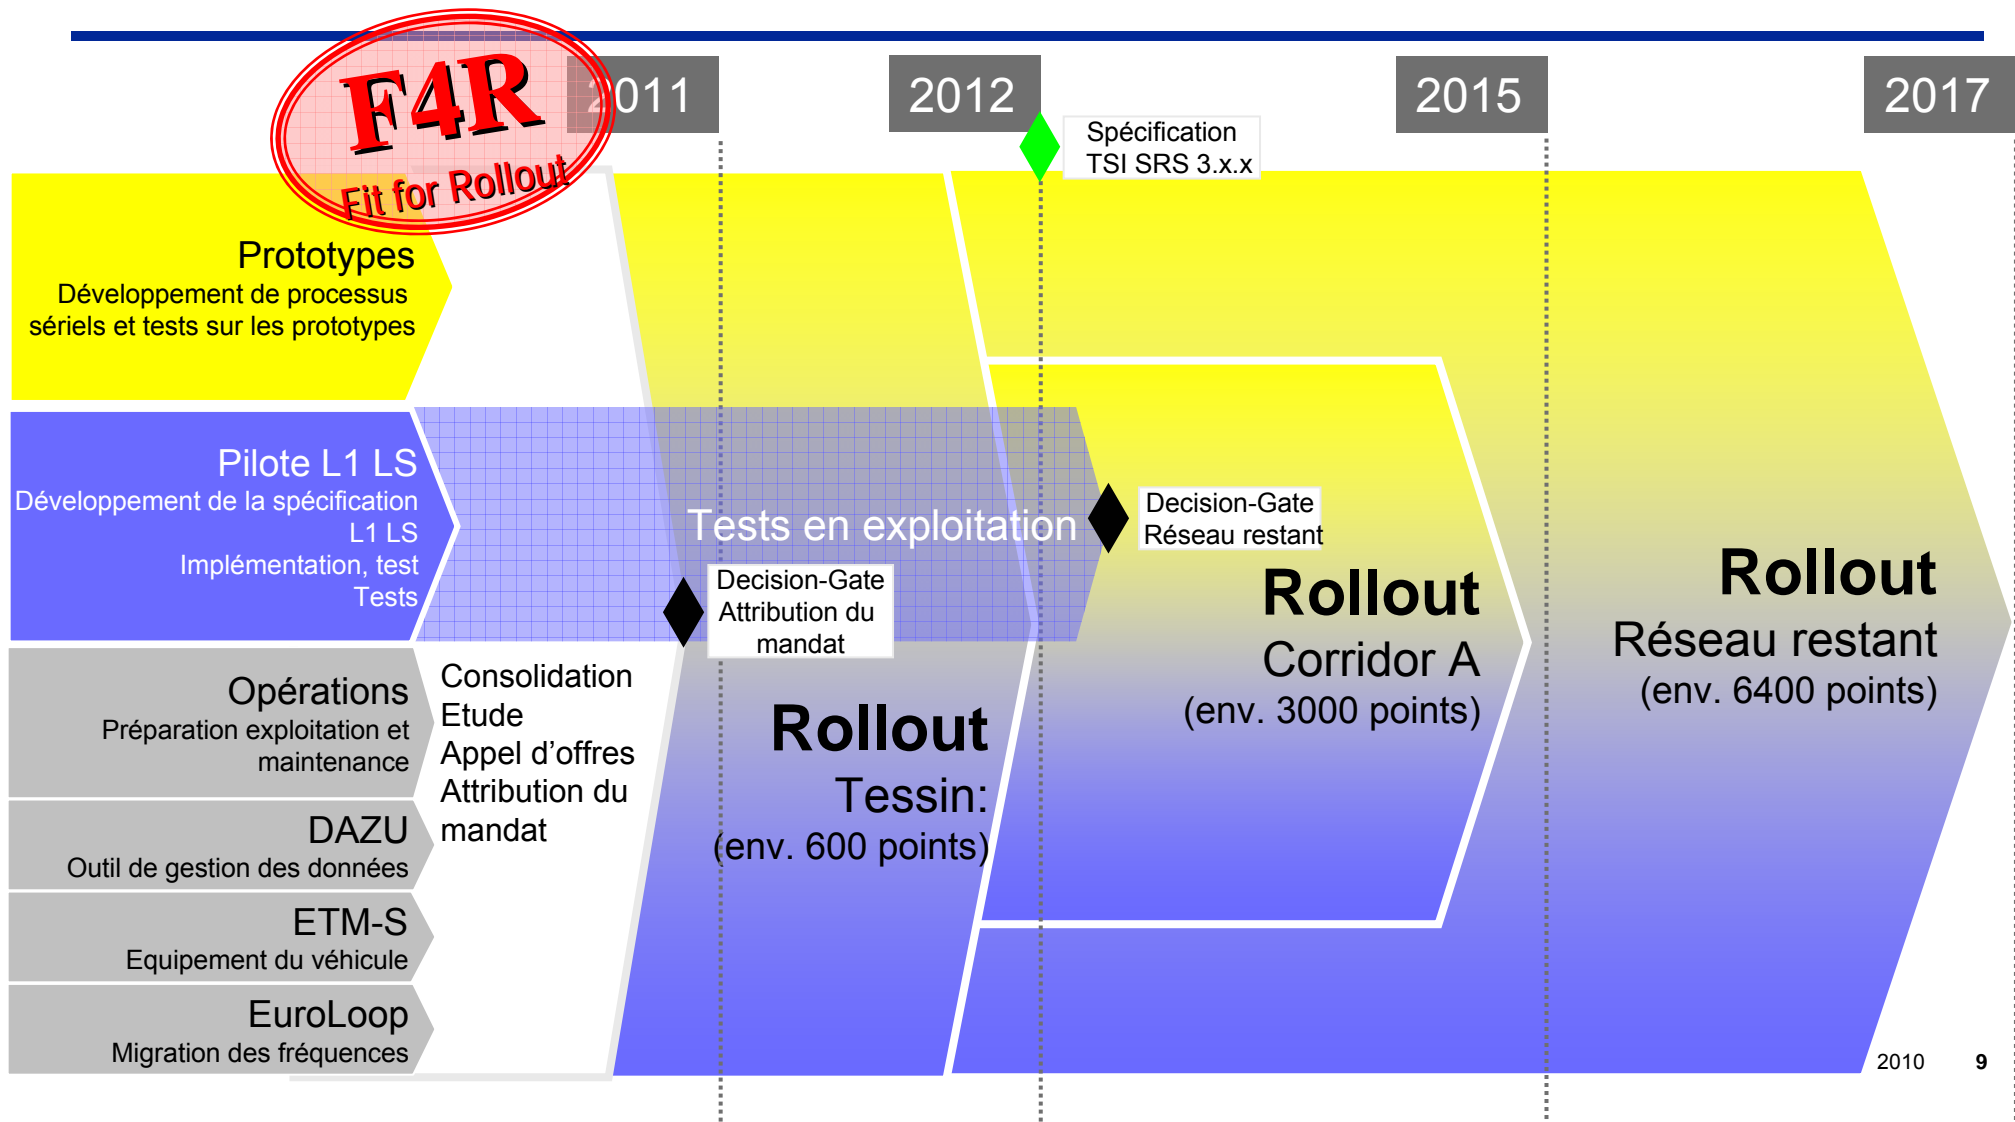 F4R
Fit for Rollout
2011
2012
2015
2017
Spécification
TSI SRS 3.x.x
Prototypes
Développement de processus
sériels et tests sur les prototypes
Pilote L1 LS
Développement de la spécification
L1 LS
Implémentation, test
Tests
Tests en exploitation
Decision-Gate
Réseau restant
Decision-Gate
Attribution du
mandat
Opérations
Préparation exploitation et
maintenance
DAZU
Outil de gestion des données
ETM-S
Equipement du véhicule
EuroLoop
Migration des fréquences
Consolidation
Etude
Appel d’offres
Attribution du
mandat
Rollout
Tessin:
(env. 600 points)
Rollout
Corridor A
(env. 3000 points)
Rollout
Réseau restant
(env. 6400 points)
2010 9